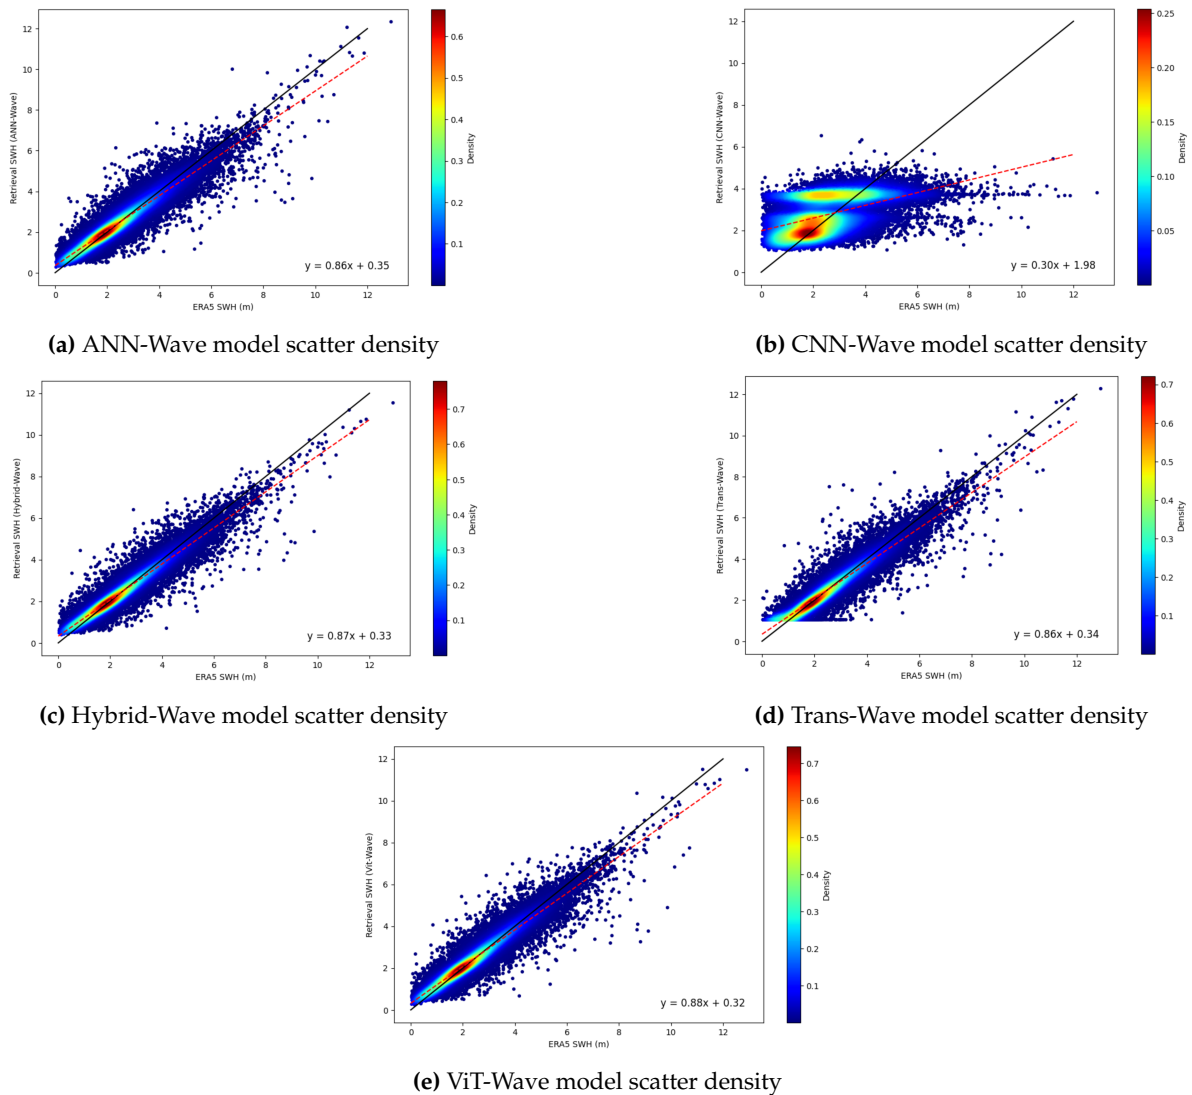 12
10
8
6
4
2
0
Retrieval SWH (ANN-Wave)
y = 0.86x + 0.35
0 2 4 6 8 10 12
ERA5 SWH (m)
0.6
0.5
0.4
0.3
0.2
0.1
Density
(a) ANN-Wave model scatter density
12
10
8
6
4
2
0
Retrieval SWH (CNN-Wave)
y = 0.30x + 1.98
0 2 4 6 8 10 12
ERA5 SWH (m)
0.25
0.20
0.15
0.10
0.05
Density
(b) CNN-Wave model scatter density
12
10
8
6
4
2
0
Retrieval SWH (Hybrid-Wave)
y = 0.87x + 0.33
0 2 4 6 8 10 12
ERA5 SWH (m)
0.7
0.6
0.5
0.4
0.3
0.2
0.1
Density
(c) Hybrid-Wave model scatter density
12
10
8
6
4
2
0
Retrieval SWH (Trans-Wave)
y = 0.86x + 0.34
0 2 4 6 8 10 12
ERA5 SWH (m)
0.7
0.6
0.5
0.4
0.3
0.2
0.1
Density
(d) Trans-Wave model scatter density
12
10
8
6
4
2
0
Retrieval SWH (Vit-Wave)
y = 0.88x + 0.32
0 2 4 6 8 10 12
ERA5 SWH (m)
0.7
0.6
0.5
0.4
0.3
0.2
0.1
Density
(e) ViT-Wave model scatter density